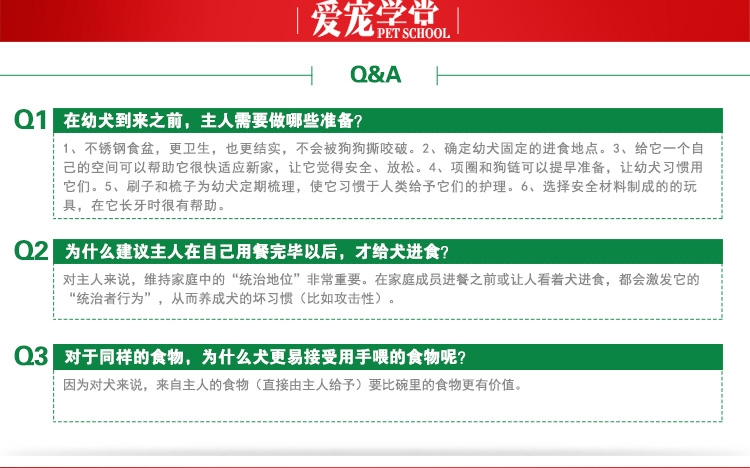 爱宠学堂
PET SCHOOL
Q&A
Q1 在幼犬到来之前，主人需要做哪些准备？
1、不锈钢食盆，更卫生，也更结实，不会被狗狗撕咬破。2、确定幼犬固定的进食地点。3、给它一个自
己的空间可以帮助它很快适应新家，让它觉得安全、放松。4、项圈和狗链可以提早准备，让幼犬习惯用
它们。5、刷子和梳子为幼犬定期梳理，使它习惯于人类给予它们的护理。6、选择安全材料制成的的玩
具，在它长牙时很有帮助。
Q2 为什么建议主人在自己用餐完毕以后，才给犬进食？
对主人来说，维持家庭中的“统治地位”非常重要。在家庭成员进餐之前或让人看着犬进食，都会激发它的
“统治者行为”，从而养成犬的坏习惯（比如攻击性）。
Q3 对于同样的食物，为什么犬更易接受用手喂的食物呢？
因为对犬来说，来自主人的食物（直接由主人给予）要比碗里的食物更有价值。